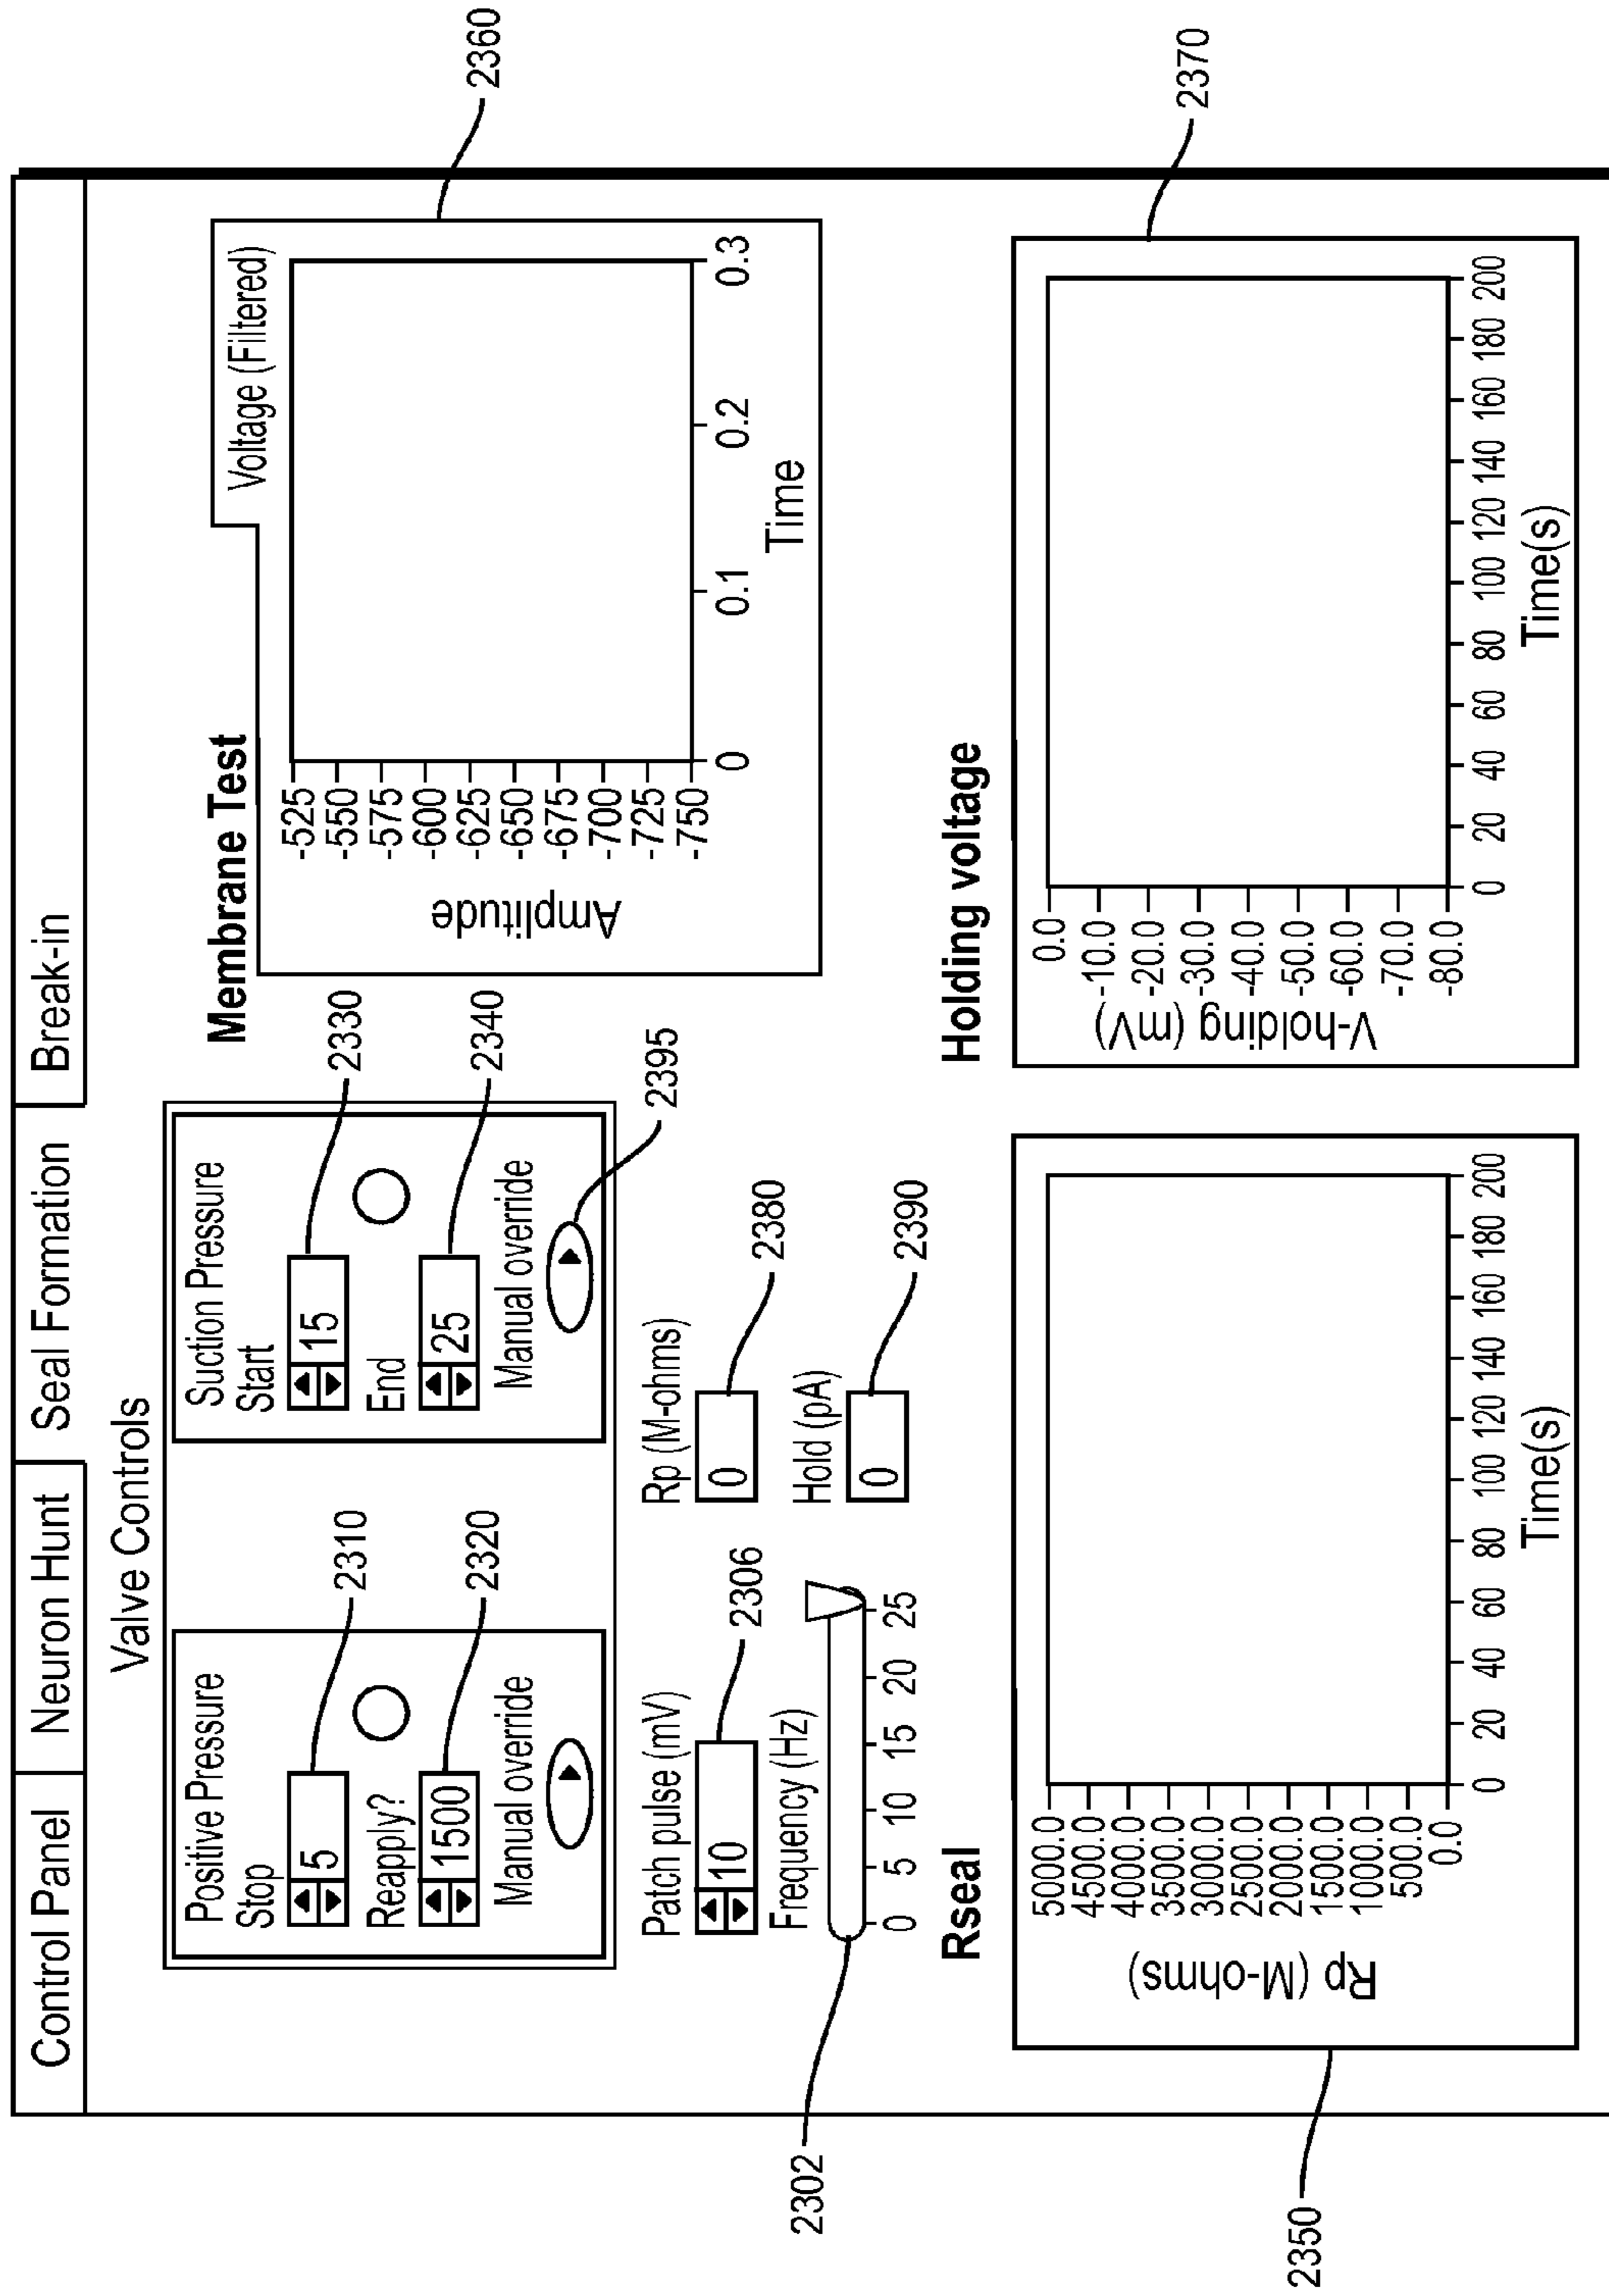 Control Panel
Neuron Hunt
Seal Formation
Break-in
Valve Controls
Positive Pressure
Stop
5
2310
Reapply?
1500
2320
Manual override
Suction Pressure
Start
15
2330
End
25
2340
Manual override
2395
Patch pulse (mV)
10
2306
Frequency (Hz)
0 5 10 15 20 25
2302
Rp (M-ohms)
0
2380
Hold (pA)
0
2390
Membrane Test
Voltage (Filtered)
2360
Amplitude
-525
-550
-575
-600
-625
-650
-675
-700
-725
-750
0 0.1 0.2 0.3
Time
Rseal
Rp (M-ohms)
5000.0
4500.0
4000.0
3500.0
3000.0
2500.0
2000.0
1500.0
1000.0
500.0
0.0
0 20 40 60 80 100 120 140 160 180 200
Time(s)
2350
Holding voltage
V-holding (mV)
0.0
-10.0
-20.0
-30.0
-40.0
-50.0
-60.0
-70.0
-80.0
0 20 40 60 80 100 120 140 160 180 200
Time(s)
2370